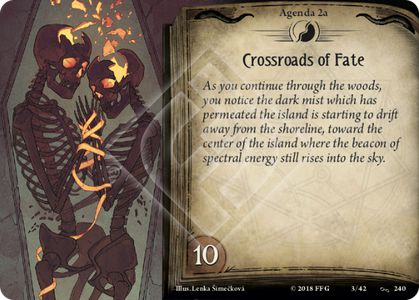 Agenda 2a
Crossroads of Fate
As you continue through the woods,
you notice the dark mist which has
permeated the island is starting to drift
away from the shoreline, toward the
center of the island where the beacon of
spectral energy still rises into the sky.
10
Illus. Lenka Šimečková
© 2018 FFG
3/42
240